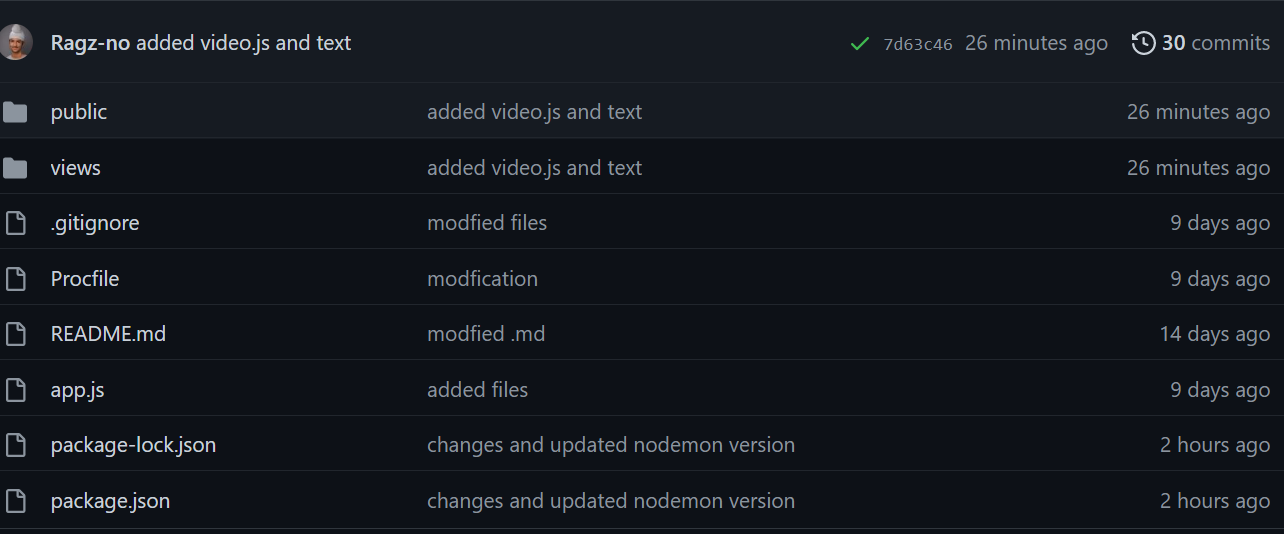 Ragz-no added video.js and text 7d63c46 26 minutes ago 30 commits
public added video.js and text 26 minutes ago
views added video.js and text 26 minutes ago
.gitignore modfied files 9 days ago
Procfile modfication 9 days ago
README.md modfied .md 14 days ago
app.js added files 9 days ago
package-lock.json changes and updated nodemon version 2 hours ago
package.json changes and updated nodemon version 2 hours ago